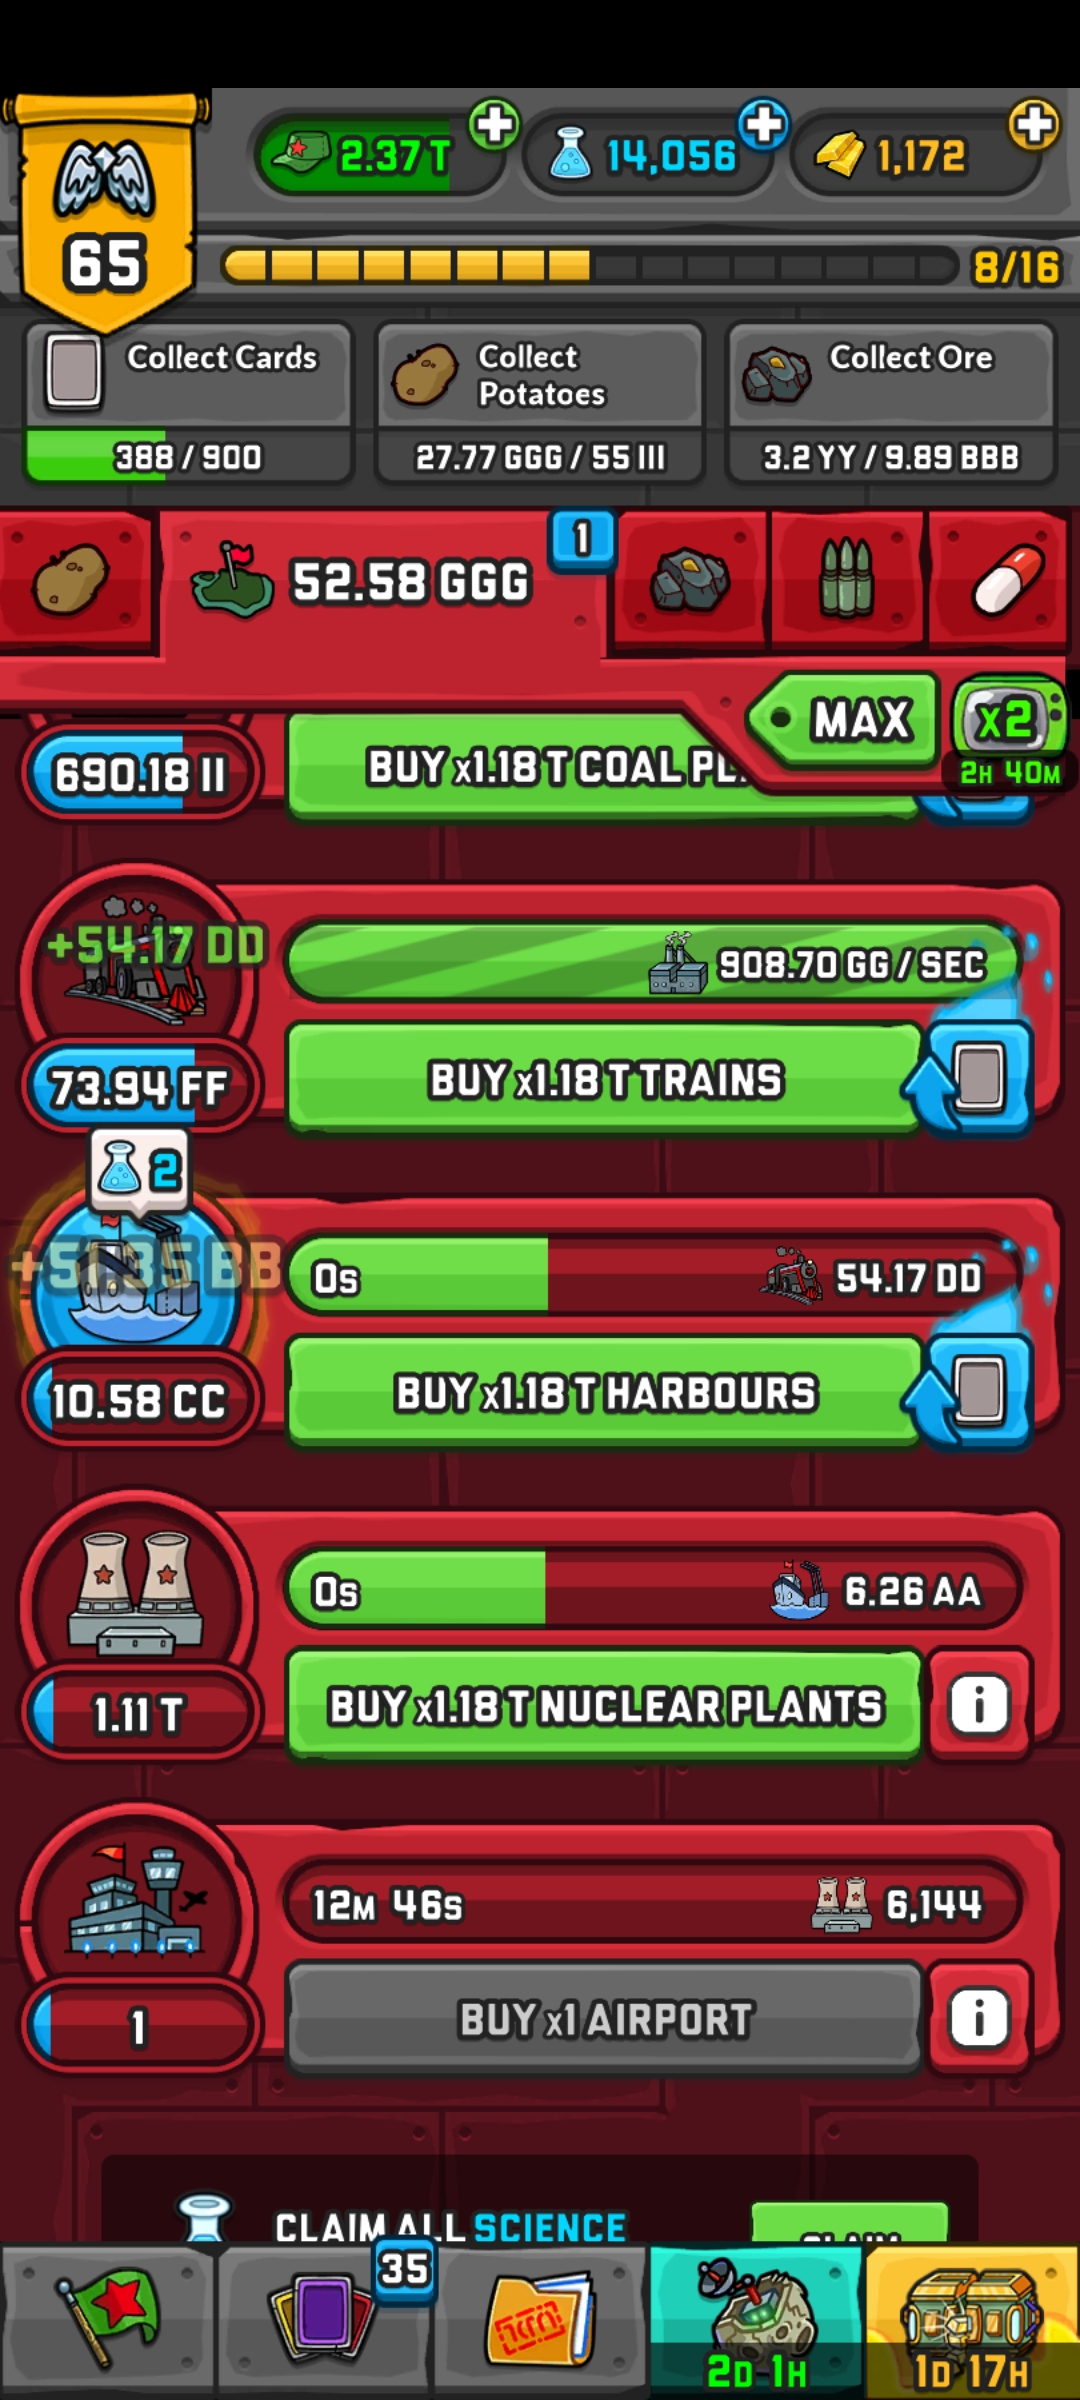 2.37 T
14,056
1,172
65
8/16
Collect Cards
388 / 900
Collect
Potatoes
27.77 GGG / 55 III
Collect Ore
3.2 YY / 9.89 BBB
52.58 GGG
1
MAX
x2
2H 40M
690.18 II
BUY x1.18 T COAL PL
+54.17 DD
908.70 GG / SEC
73.94 FF
BUY x1.18 T TRAINS
2
+51.35 BB
0s
54.17 DD
10.58 CC
BUY x1.18 T HARBOURS
0s
6.26 AA
1.11 T
BUY x1.18 T NUCLEAR PLANTS
i
12M 46s
6,144
1
BUY x1 AIRPORT
i
CLAIM ALL SCIENCE
CLAIM
35
2D 1H
1D 17H